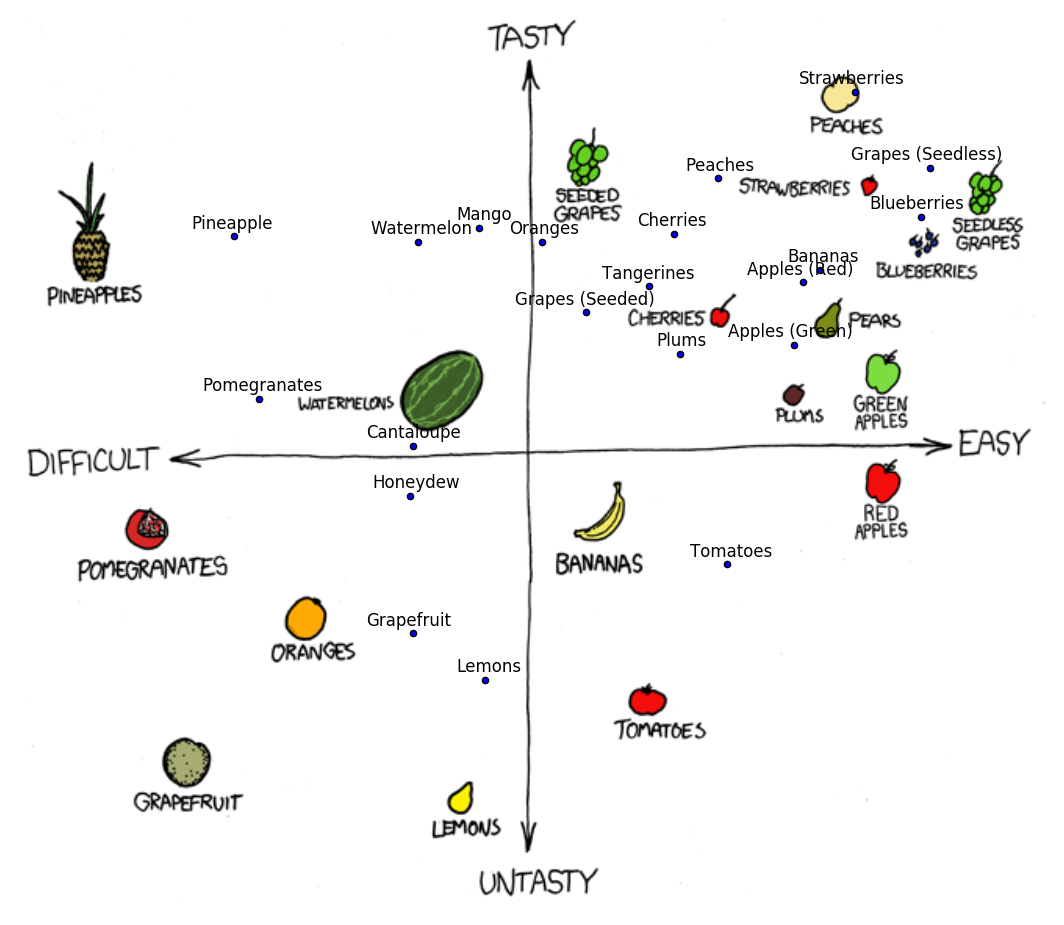 TASTY
Strawberries
PEACHES
Grapes (Seedless)
Peaches
STRAWBERRIES
SEEDED
GRAPES
Blueberries
Mango
Cherries
Pineapple
Watermelon
Oranges
SEEDLESS
GRAPES
Bananas
Apples (Red)
BLUEBERRIES
Tangerines
PINEAPPLES
Grapes (Seeded)
CHERRIES
PEARS
Apples (Green)
Plums
Pomegranates
WATERMELONS
PLUMS
GREEN
APPLES
Cantaloupe
DIFFICULT
EASY
Honeydew
RED
APPLES
Tomatoes
BANANAS
POMEGRANATES
Grapefruit
ORANGES
Lemons
TOMATOES
GRAPEFRUIT
LEMONS
UNTASTY